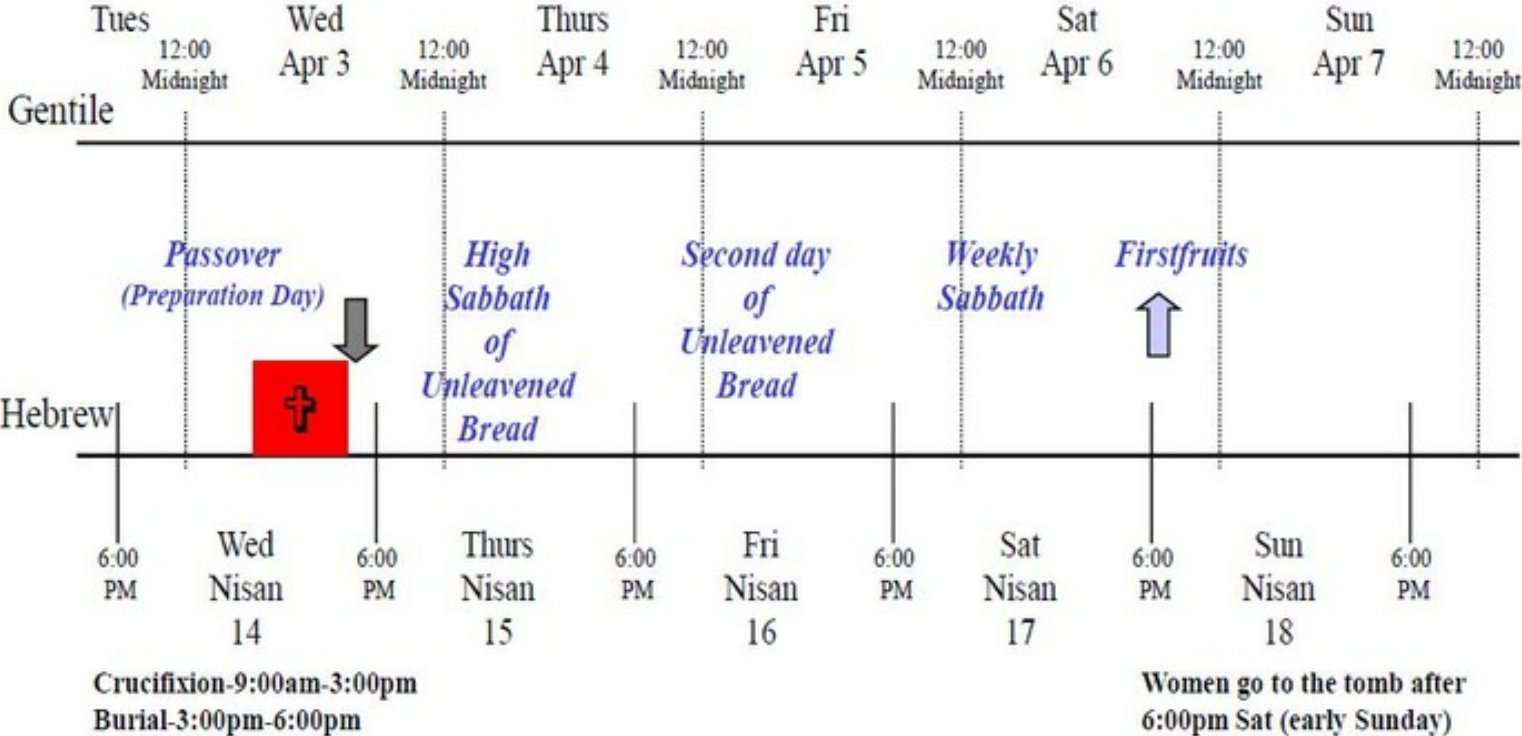 Tues
Wed
Apr 3
Thurs
Apr 4
Fri
Apr 5
Sat
Apr 6
Sun
Apr 7
12:00
Midnight
12:00
Midnight
12:00
Midnight
12:00
Midnight
12:00
Midnight
12:00
Midnight
Gentile
Passover
(Preparation Day)
High
Sabbath
of
Unleavened
Bread
Second day
of
Unleavened
Bread
Weekly
Sabbath
Firstfruits
Hebrew
6:00
PM
Wed
Nisan
14
6:00
PM
Thurs
Nisan
15
6:00
PM
Fri
Nisan
16
6:00
PM
Sat
Nisan
17
6:00
PM
Sun
Nisan
18
6:00
PM
Crucifixion-9:00am-3:00pm
Burial-3:00pm-6:00pm
Women go to the tomb after
6:00pm Sat (early Sunday)